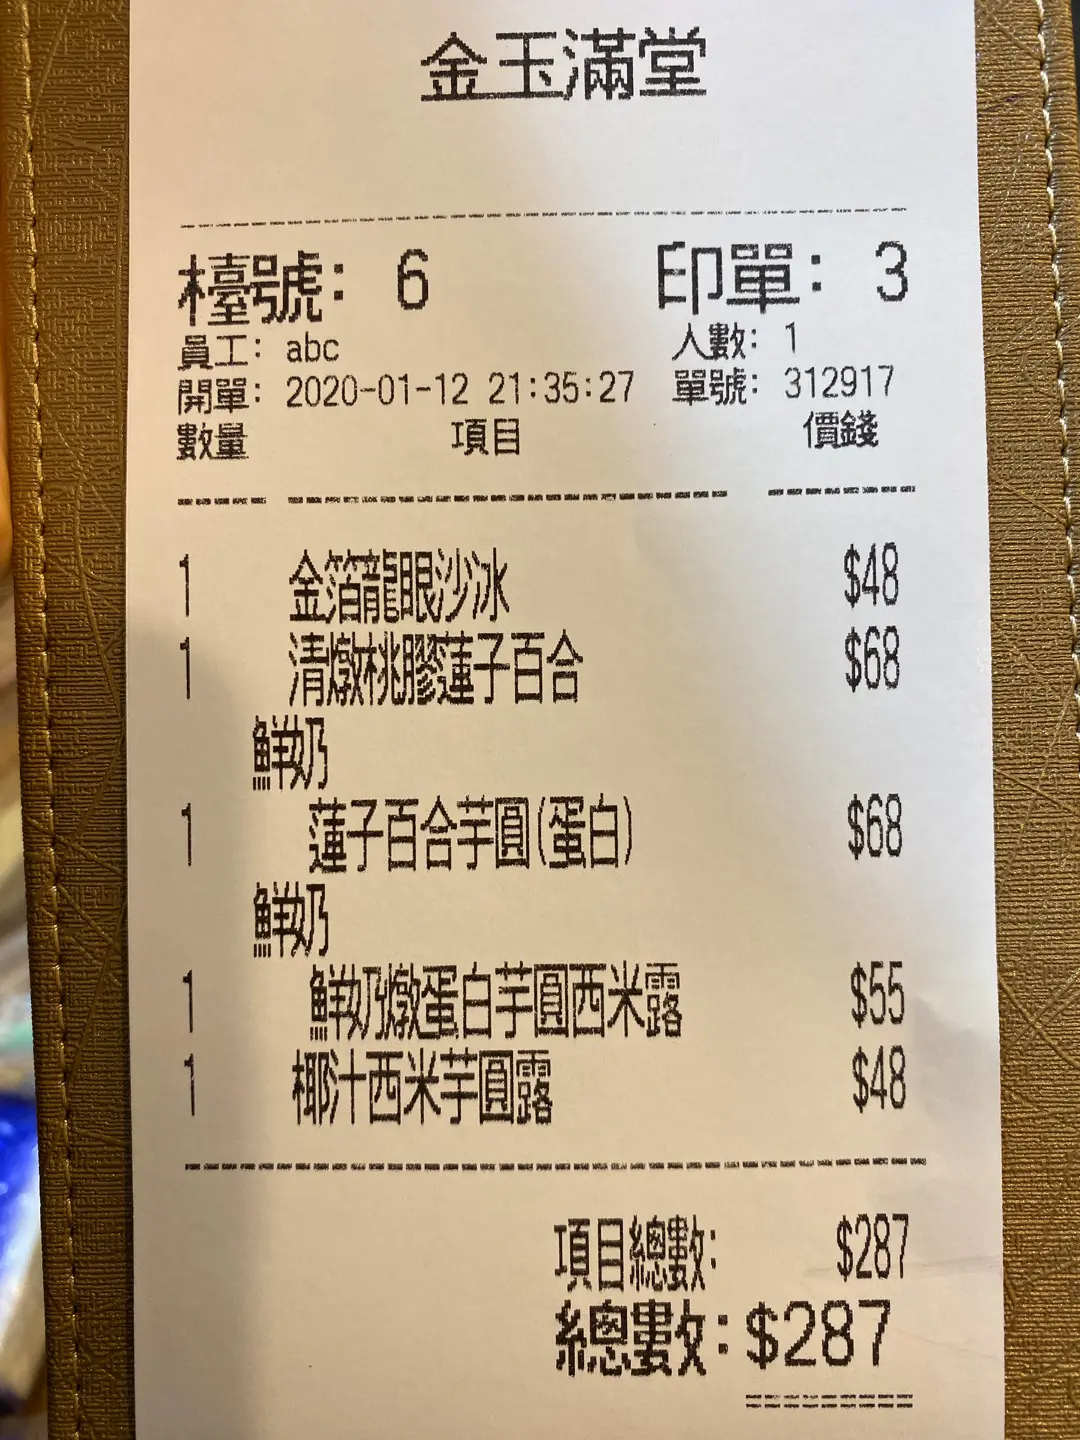 金玉滿堂
檯號: 6 印單: 3
員工: abc 人數: 1
開單: 2020-01-12 21:35:27 單號: 312917
數量 項目 價錢
1 金箔龍眼沙冰 $48
1 清燉桃膠蓮子百合 $68
鮮奶
1 蓮子百合芋圓(蛋白) $68
鮮奶
1 鮮奶燉蛋白芋圓西米露 $55
1 椰汁西米芋圓露 $48
項目總數: $287
總數: $287